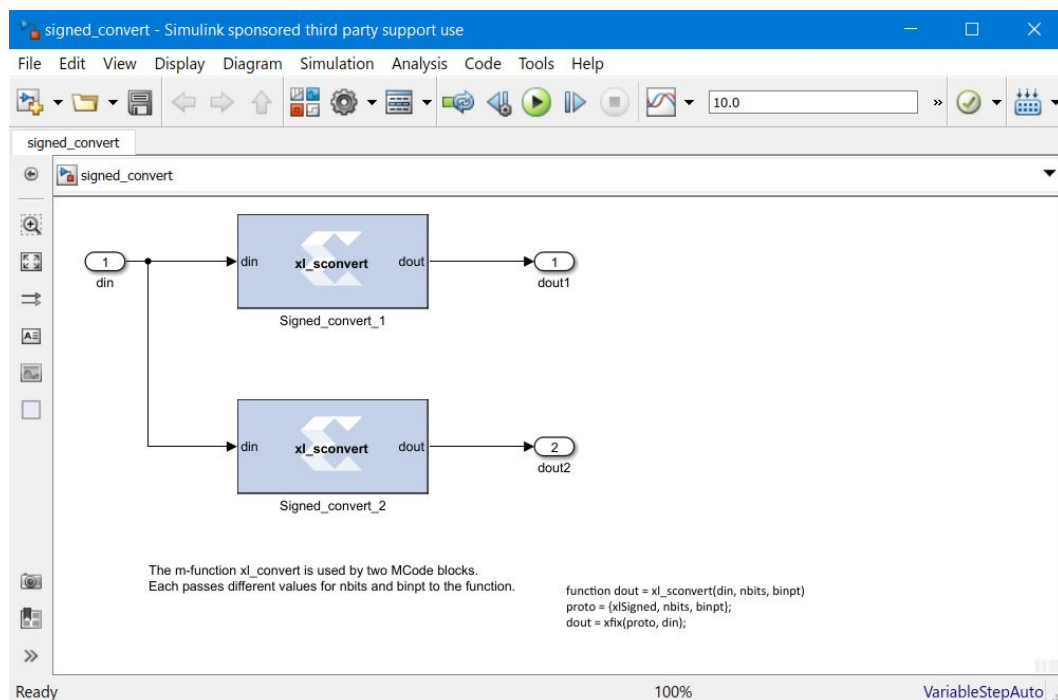 signed_convert - Simulink sponsored third party support use
File Edit View Display Diagram Simulation Analysis Code Tools Help
10.0 »
signed_convert
signed_convert
1
din
din xl_sconvert dout
Signed_convert_1
1
dout1
din xl_sconvert dout
Signed_convert_2
2
dout2
The m-function xl_convert is used by two MCode blocks.
Each passes different values for nbits and binpt to the function.
function dout = xl_sconvert(din, nbits, binpt)
proto = {xlSigned, nbits, binpt};
dout = xfix(proto, din);
Ready 100% VariableStepAuto